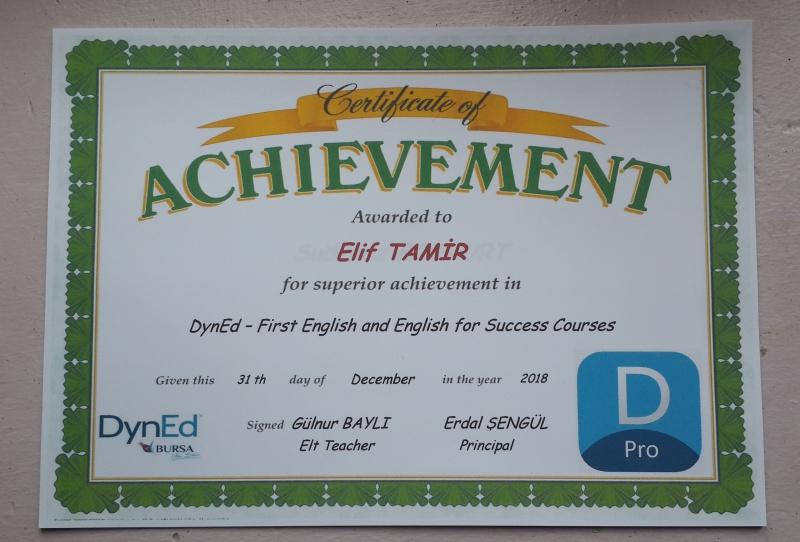 Certificate of
ACHIEVEMENT
Awarded to
Elif TAMİR
for superior achievement in
DynEd – First English and English for Success Courses
Given this 31 th day of December in the year 2018
Signed Gülnur BAYLI Erdal ŞENGÜL
Elt Teacher Principal
DynEd
BURSA
D
Pro